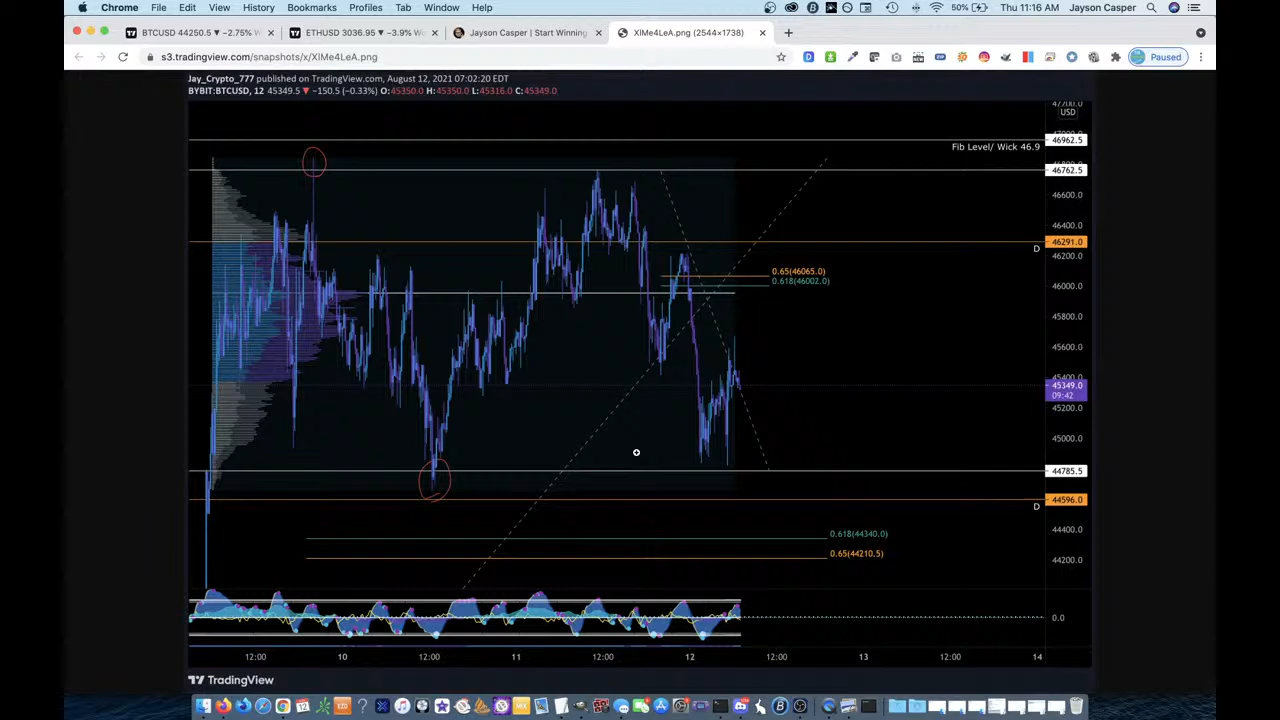 Chrome File Edit View History Bookmarks Profiles Tab Window Help 50% Thu 11:16 AM Jayson Casper
BTCUSD 44250.5 ▼ −2.75% W × ETHUSD 3036.95 ▼ −3.9% W × Jayson Casper | Start Winning × XlMe4LeA.png (2544×1738) × +
s3.tradingview.com/snapshots/x/XlMe4LeA.png Paused
Jay_Crypto_777 published on TradingView.com, August 12, 2021 07:02:20 EDT
BYBIT:BTCUSD, 12 45349.5 ▼ −150.5 (−0.33%) O:45350.0 H:45350.0 L:45316.0 C:45349.0
USD
46962.5
Fib Level/ Wick 46.9
46762.5
46600.0
46400.0
46291.0
D
46200.0
0.65(46065.0)
0.618(46002.0)
46000.0
45800.0
45600.0
45400.0
45349.0
09:42
45200.0
45000.0
44785.5
44596.0
D
44400.0
0.618(44340.0)
0.65(44210.5)
44200.0
0.0
12:00 10 12:00 11 12:00 12 12:00 13 12:00 14
TradingView